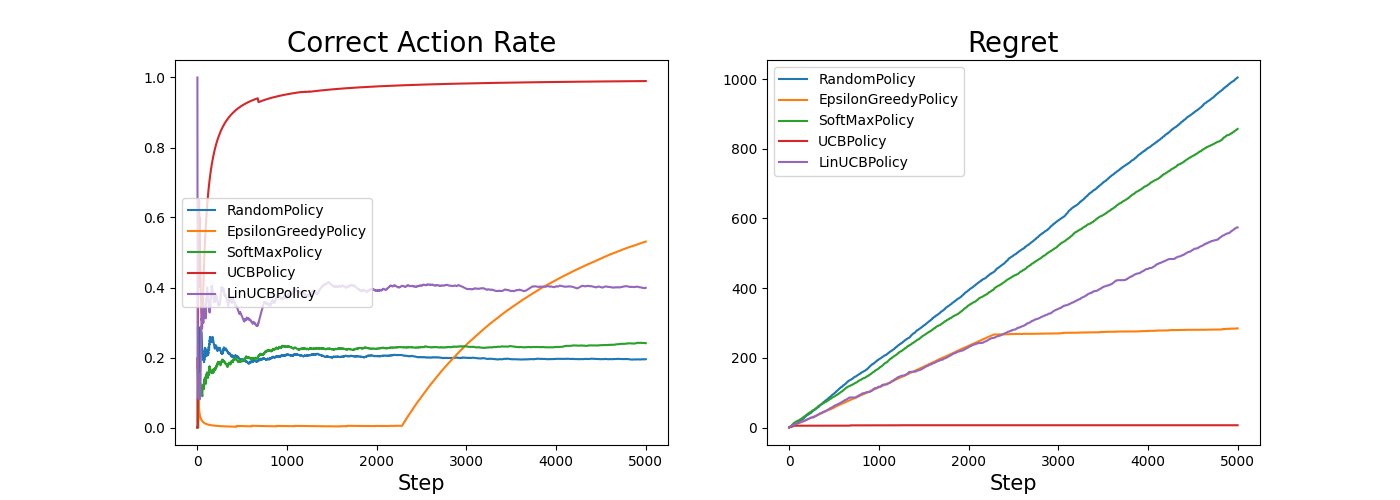 Correct Action Rate
1.0
0.8
0.6
0.4
0.2
0.0
RandomPolicy
EpsilonGreedyPolicy
SoftMaxPolicy
UCBPolicy
LinUCBPolicy
0 1000 2000 3000 4000 5000
Step
Regret
1000
800
600
400
200
0
RandomPolicy
EpsilonGreedyPolicy
SoftMaxPolicy
UCBPolicy
LinUCBPolicy
0 1000 2000 3000 4000 5000
Step